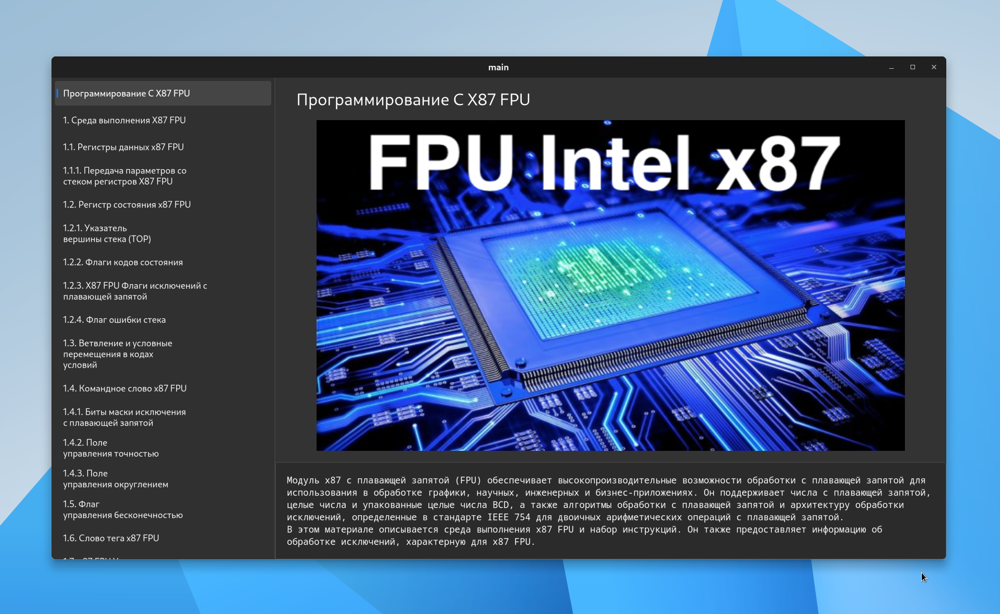 main
Программирование С X87 FPU
1. Среда выполнения X87 FPU
1.1. Регистры данных x87 FPU
1.1.1. Передача параметров со
стеком регистров X87 FPU
1.2. Регистр состояния x87 FPU
1.2.1. Указатель
вершины стека (TOP)
1.2.2. Флаги кодов состояния
1.2.3. X87 FPU Флаги исключений с
плавающей запятой
1.2.4. Флаг ошибки стека
1.3. Ветвление и условные
перемещения в кодах
условий
1.4. Командное слово x87 FPU
1.4.1. Биты маски исключения
с плавающей запятой
1.4.2. Поле
управления точностью
1.4.3. Поле
управления округлением
1.5. Флаг
управления бесконечностью
1.6. Слово тега x87 FPU
Программирование С X87 FPU
FPU Intel x87
Модуль x87 с плавающей запятой (FPU) обеспечивает высокопроизводительные возможности обработки с плавающей запятой для
использования в обработке графики, научных, инженерных и бизнес-приложениях. Он поддерживает числа с плавающей запятой,
целые числа и упакованные целые числа BCD, а также алгоритмы обработки с плавающей запятой и архитектуру обработки
исключений, определенные в стандарте IEEE 754 для двоичных арифметических операций с плавающей запятой.
В этом материале описывается среда выполнения x87 FPU и набор инструкций. Он также предоставляет информацию об
обработке исключений, характерную для x87 FPU.